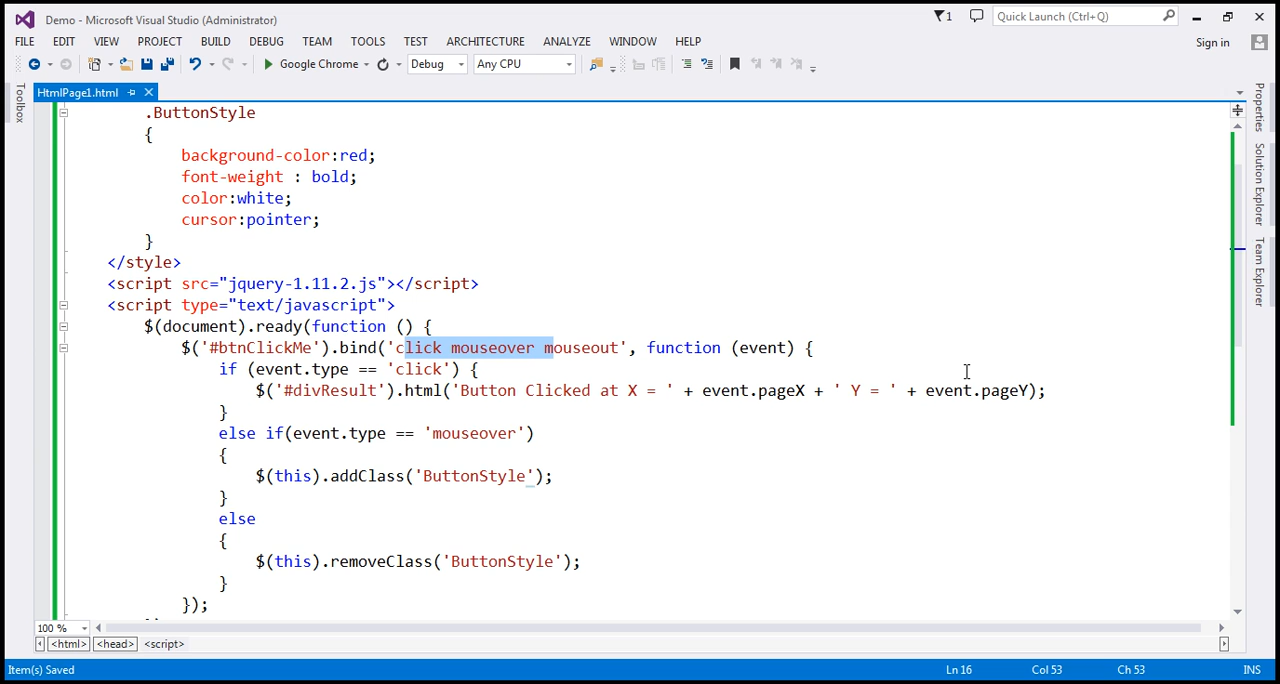 Demo - Microsoft Visual Studio (Administrator)
1
Quick Launch (Ctrl+Q)
FILE EDIT VIEW PROJECT BUILD DEBUG TEAM TOOLS TEST ARCHITECTURE ANALYZE WINDOW HELP
Sign in
Google Chrome Debug Any CPU
HtmlPage1.html
Toolbox
Properties
Solution Explorer
Team Explorer
.ButtonStyle
{
background-color:red;
font-weight : bold;
color:white;
cursor:pointer;
}
</style>
<script src="jquery-1.11.2.js"></script>
<script type="text/javascript">
$(document).ready(function () {
$('#btnClickMe').bind('click mouseover mouseout', function (event) {
if (event.type == 'click') {
$('#divResult').html('Button Clicked at X = ' + event.pageX + ' Y = ' + event.pageY);
}
else if(event.type == 'mouseover')
{
$(this).addClass('ButtonStyle');
}
else
{
$(this).removeClass('ButtonStyle');
}
});
100 %
<html> <head> <script>
Item(s) Saved
Ln 16 Col 53 Ch 53 INS